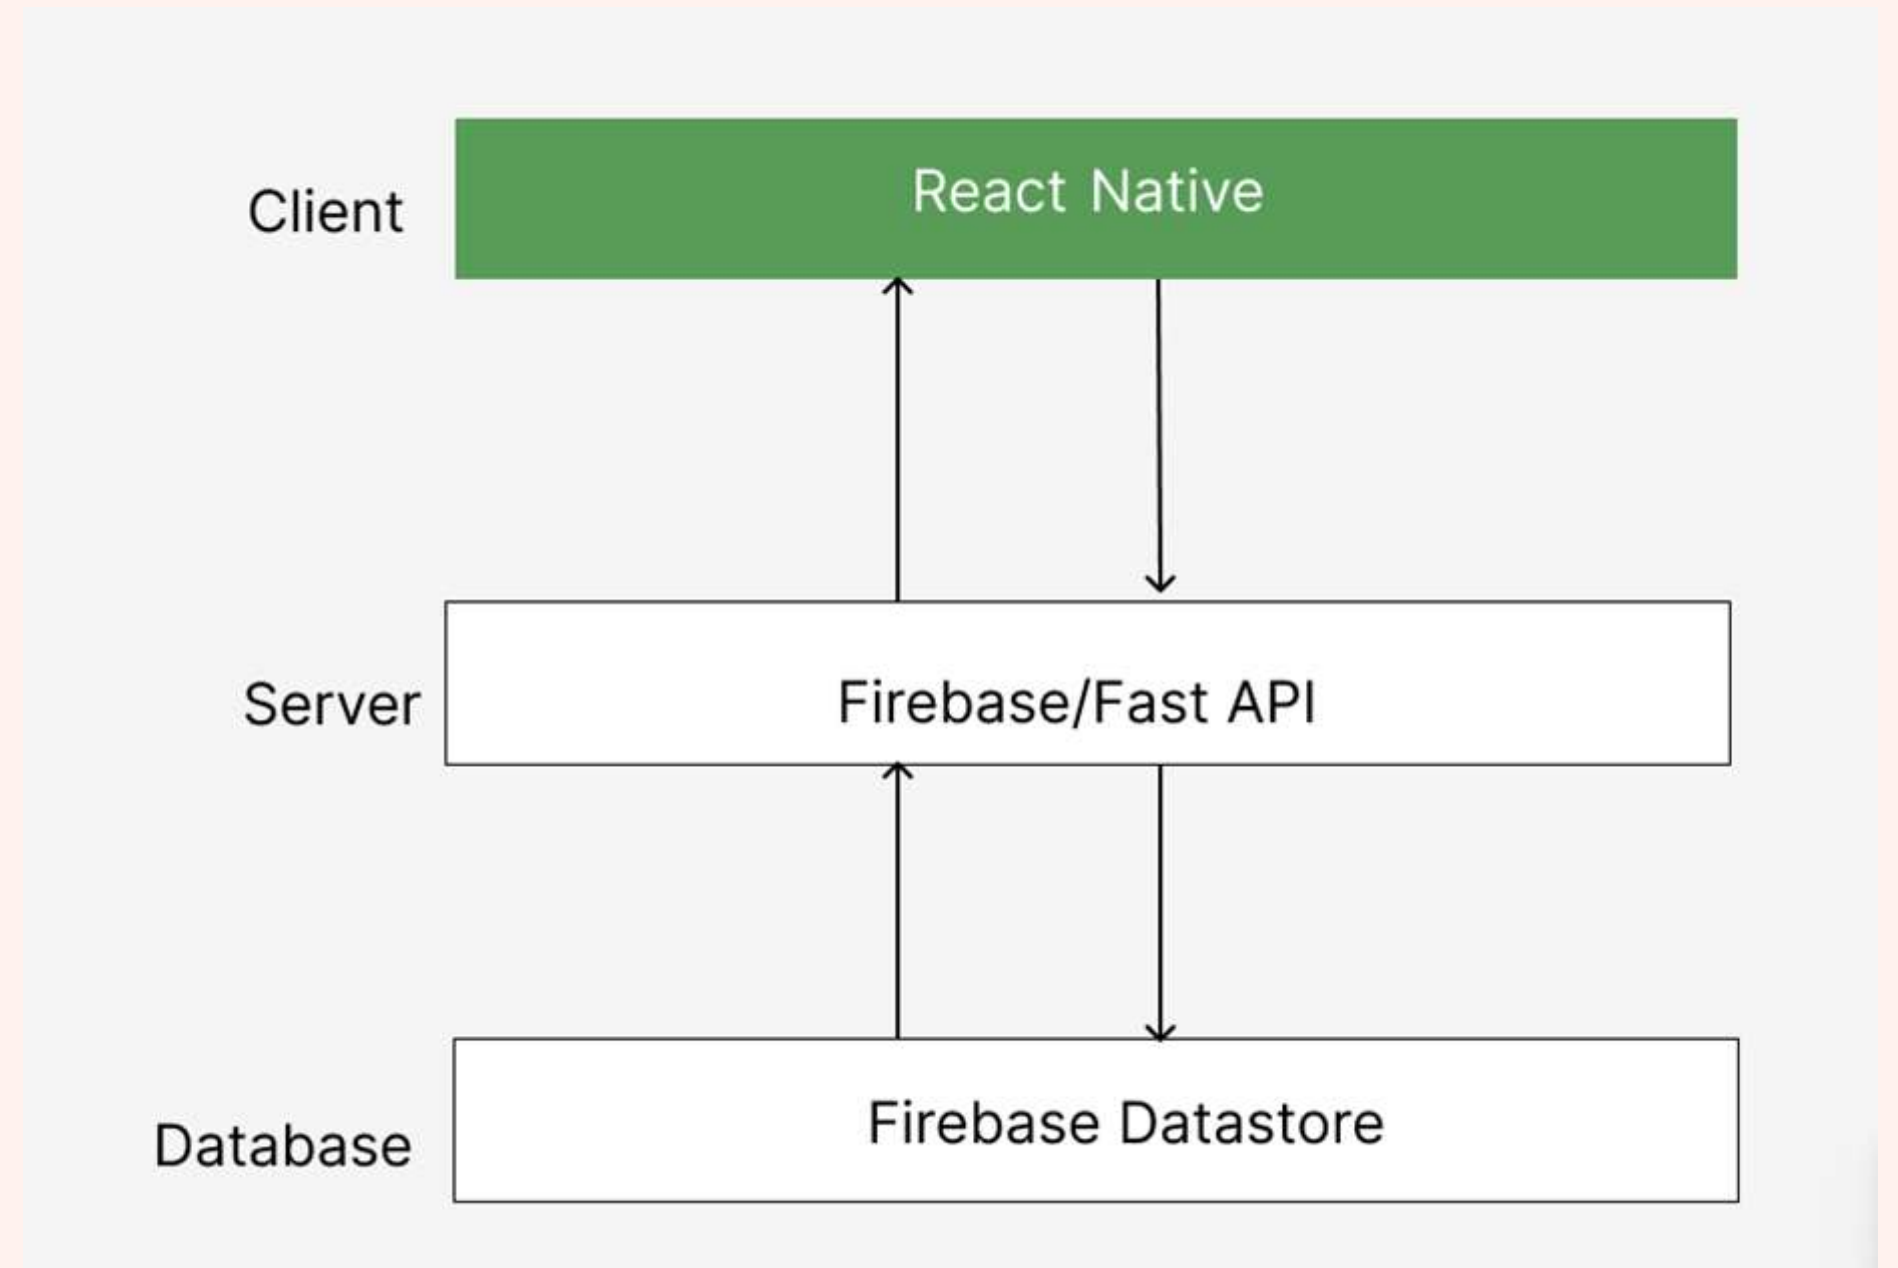 Client
React Native
Server
Firebase/Fast API
Database
Firebase Datastore